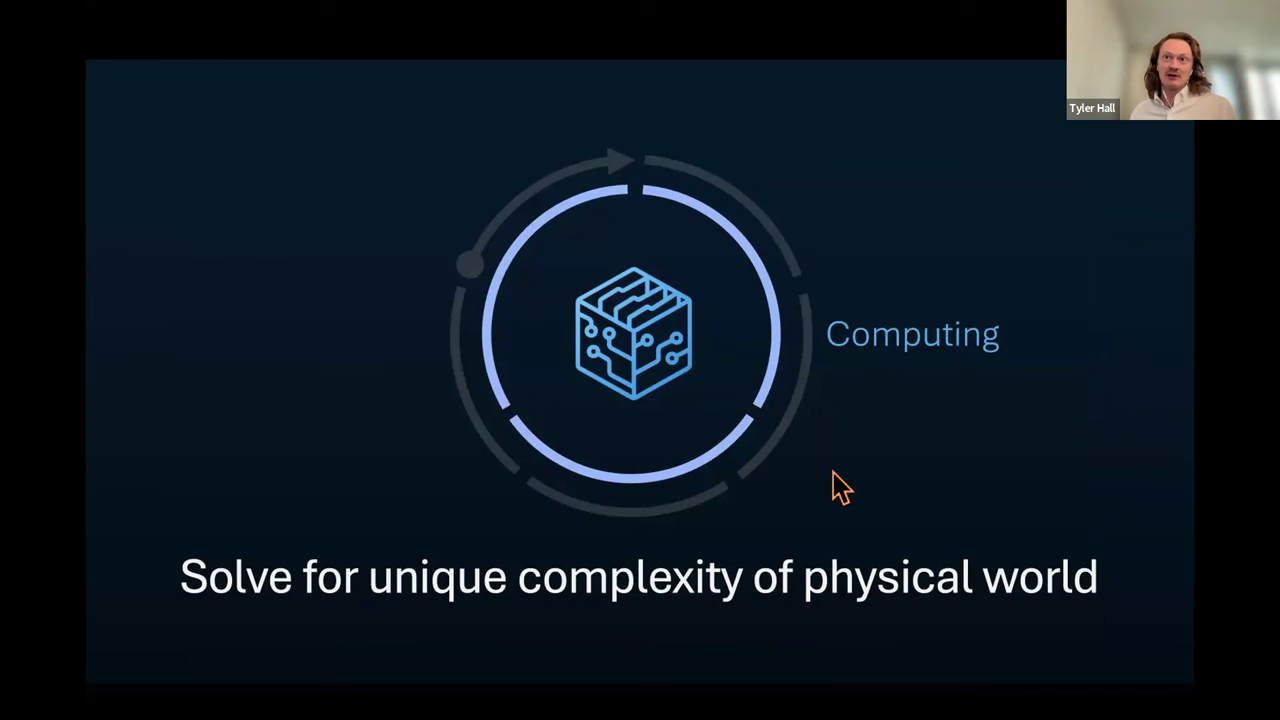 Tyler Hall
Computing
Solve for unique complexity of physical world